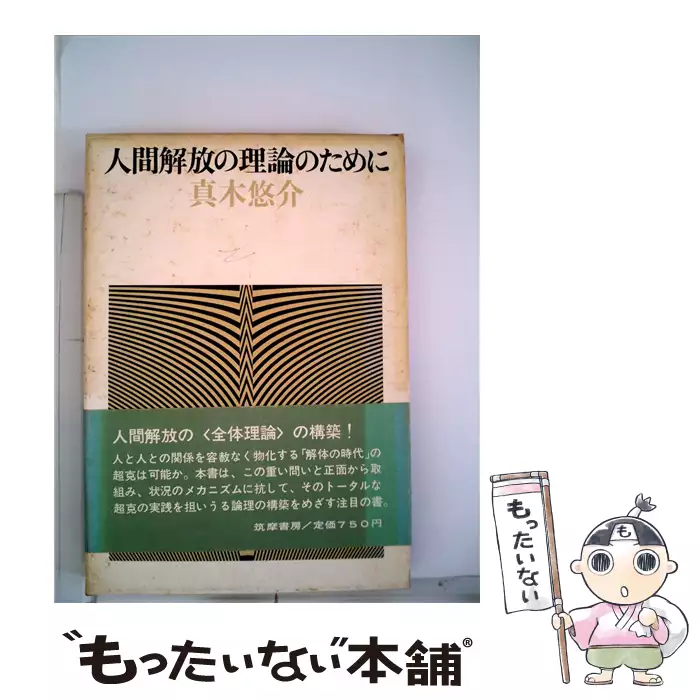 人間解放の理論のために
真木悠介
人間解放の〈全体理論〉の構築!
人と人との関係を容赦なく物化する「解体の時代」の
超克は可能か。本書は、この重い問いと正面から取
組み、状況のメカニズムに抗して、そのトータルな
超克の実践を担いうる論理の構築をめざす注目の書。
筑摩書房/定価750円
も
もったいない
"もったいない"本舗®